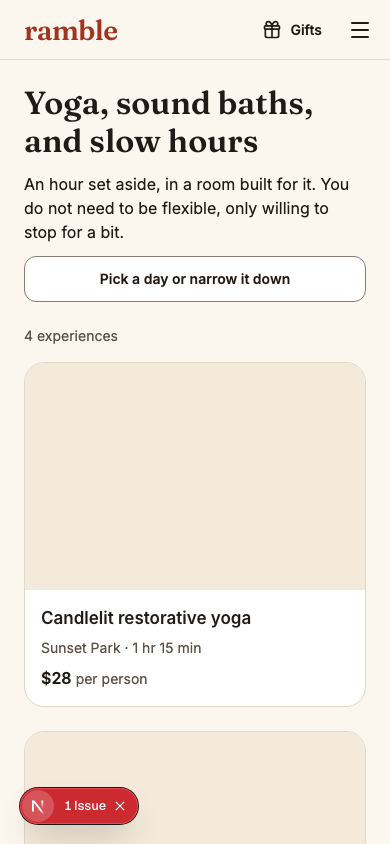 ramble
Gifts
Yoga, sound baths,
and slow hours
An hour set aside, in a room built for it. You
do not need to be flexible, only willing to
stop for a bit.
Pick a day or narrow it down
4 experiences
Candlelit restorative yoga
Sunset Park · 1 hr 15 min
$28 per person
N 1 Issue